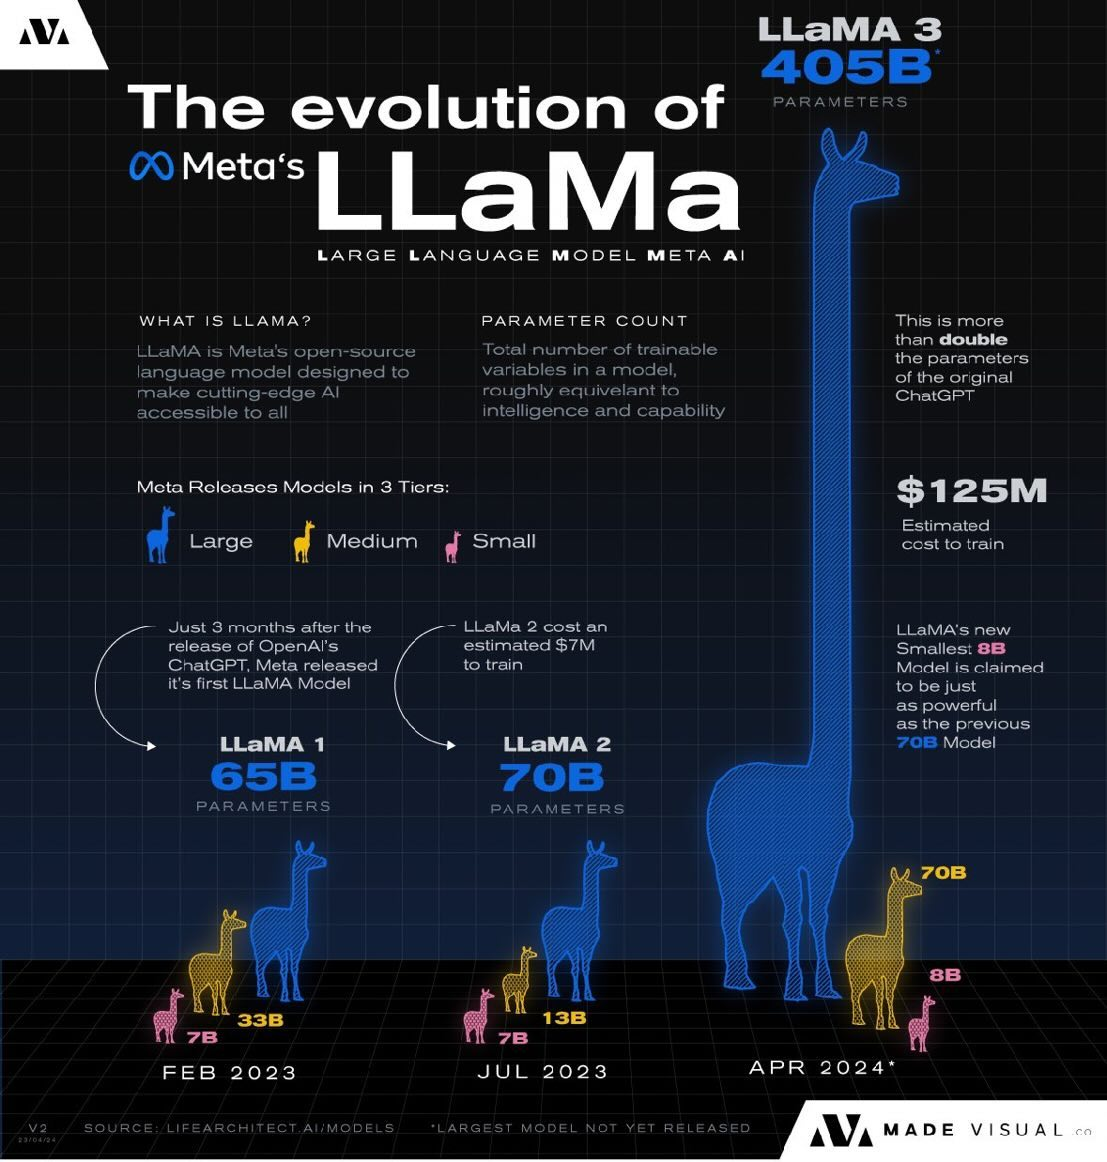 LLaMA 3
405B*
PARAMETERS
The evolution of
Meta's LLaMa
LARGE LANGUAGE MODEL META AI
WHAT IS LLAMA?
LLaMA is Meta's open-source
language model designed to
make cutting-edge AI
accessible to all
PARAMETER COUNT
Total number of trainable
variables in a model,
roughly equivelant to
intelligence and capability
This is more
than double
the parameters
of the original
ChatGPT
Meta Releases Models in 3 Tiers:
Large Medium Small
$125M
Estimated
cost to train
Just 3 months after the
release of OpenAI's
ChatGPT, Meta released
it's first LLaMA Model
LLaMa 2 cost an
estimated $7M
to train
LLaMA's new
Smallest 8B
Model is claimed
to be just
as powerful
as the previous
70B Model
LLaMA 1
65B
PARAMETERS
LLaMA 2
70B
PARAMETERS
33B
7B
FEB 2023
13B
7B
JUL 2023
70B
8B
APR 2024*
V2
23/04/24
SOURCE: LIFEARCHITECT.AI/MODELS
*LARGEST MODEL NOT YET RELEASED
MADE VISUAL .co